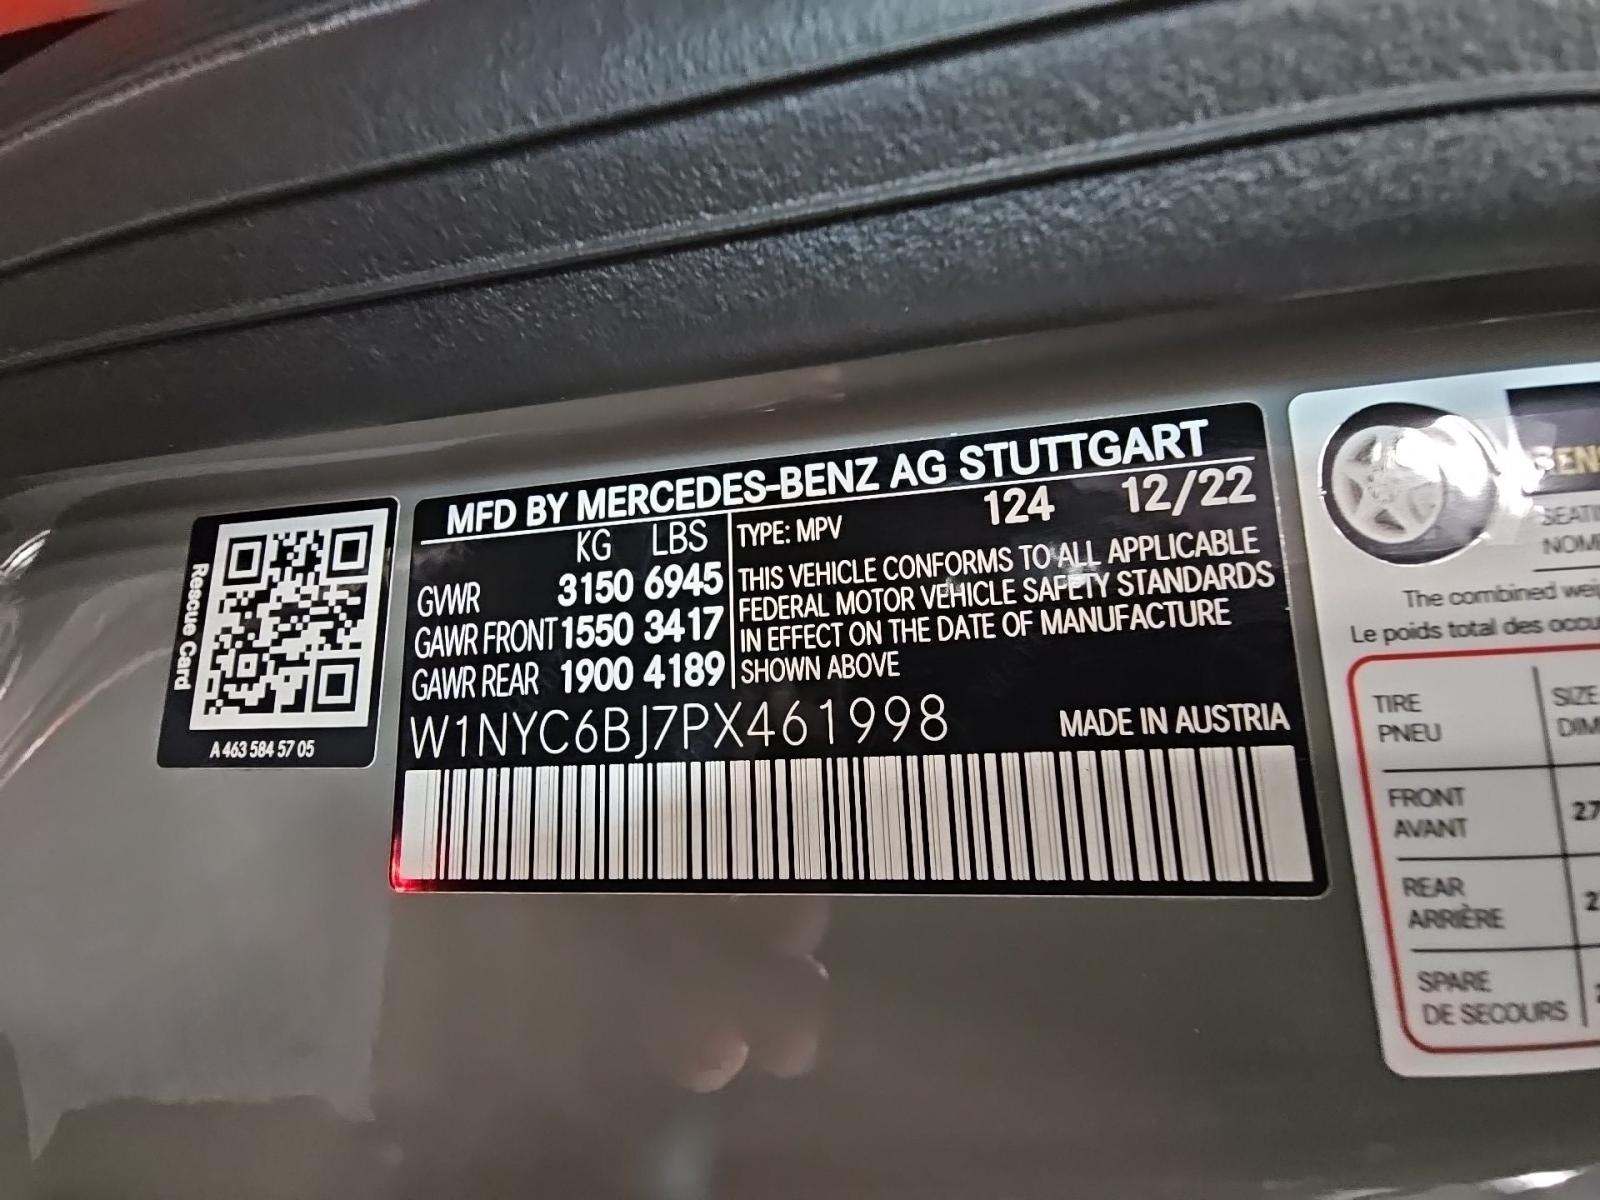 MFD BY MERCEDES-BENZ AG STUTTGART
KG LBS
GVWR 3150 6945
GAWR FRONT 1550 3417
GAWR REAR 1900 4189
TYPE: MPV 124 12/22
THIS VEHICLE CONFORMS TO ALL APPLICABLE
FEDERAL MOTOR VEHICLE SAFETY STANDARDS
IN EFFECT ON THE DATE OF MANUFACTURE
SHOWN ABOVE
W1NYC6BJ7PX461998 MADE IN AUSTRIA
Rescue Card
A 463 584 57 05
The combined
Le poids total des
TIRE SIZE
PNEU
FRONT
AVANT
REAR
ARRIÈRE
SPARE
DE SECOURS